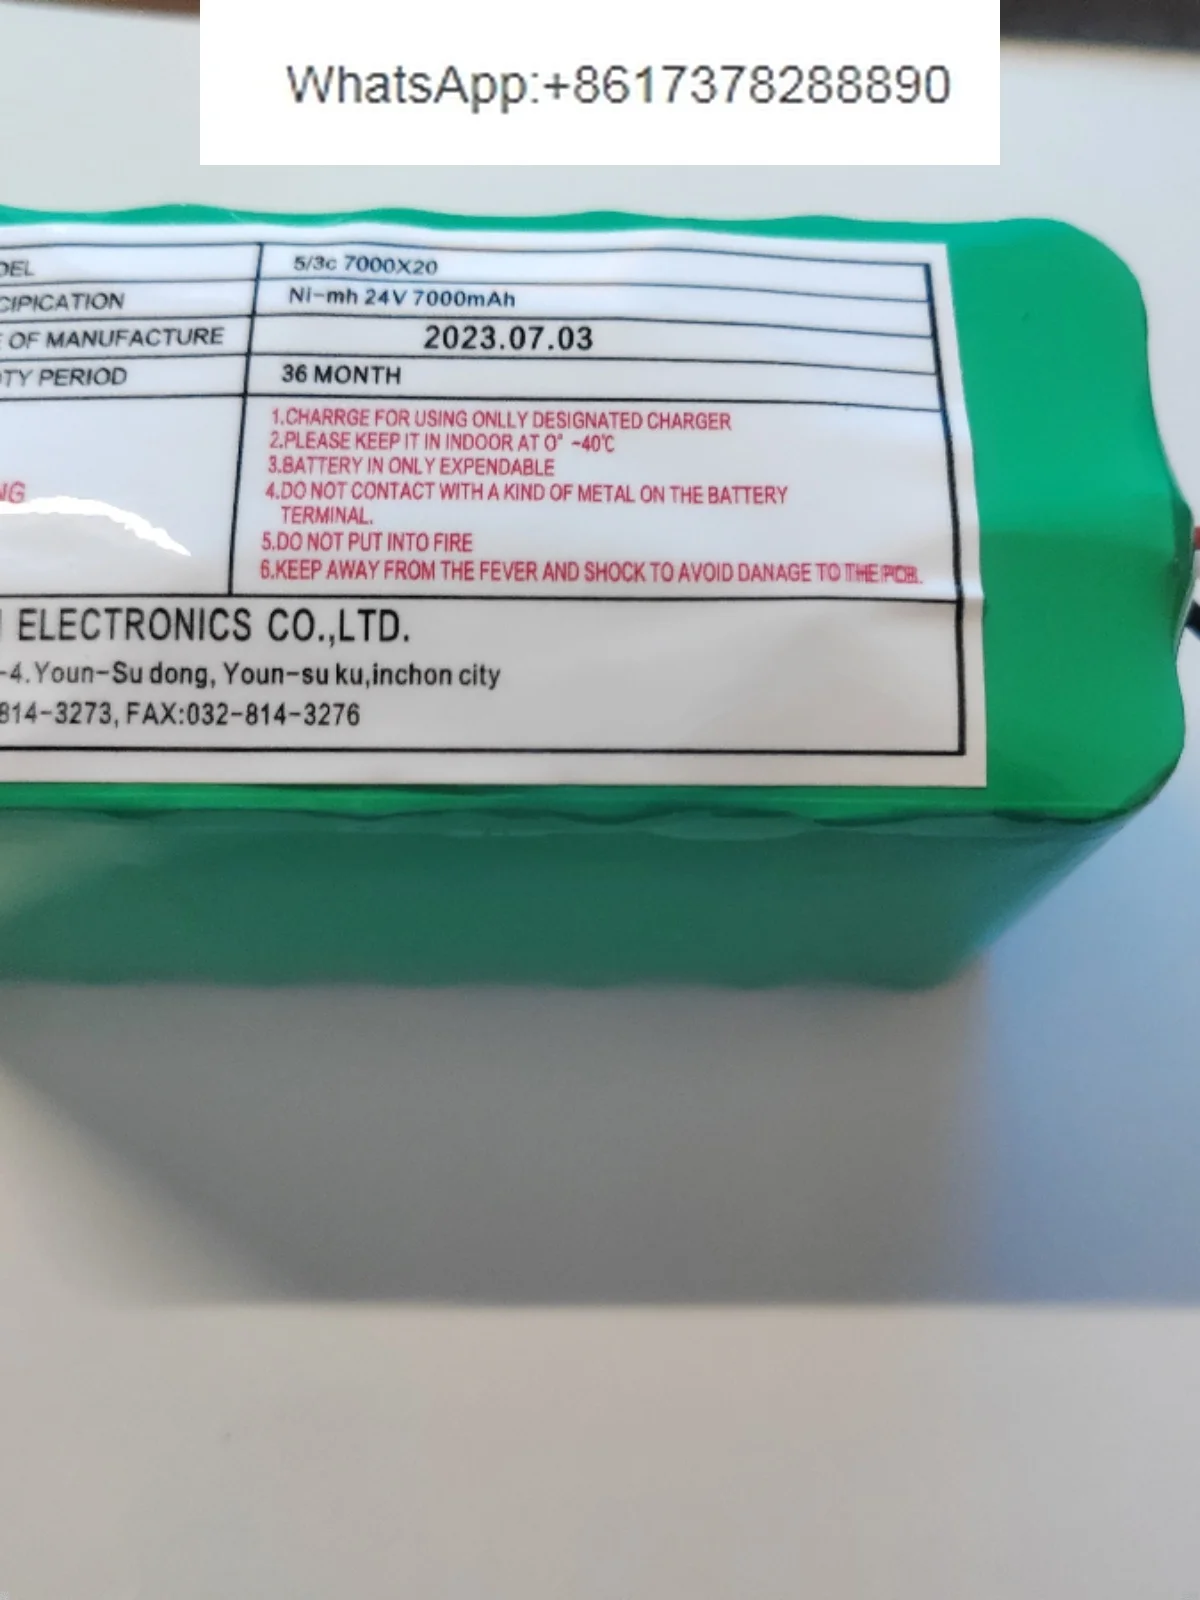 WhatsApp:+8617378288890
DEL 5/3c 7000X20
CIPICATION Ni-mh 24V 7000mAh
OF MANUFACTURE 2023.07.03
TY PERIOD 36 MONTH
1.CHARRGE FOR USING ONLLY DESIGNATED CHARGER
2.PLEASE KEEP IT IN INDOOR AT 0° ~40℃
3.BATTERY IN ONLY EXPENDABLE
NG 4.DO NOT CONTACT WITH A KIND OF METAL ON THE BATTERY
TERMINAL.
5.DO NOT PUT INTO FIRE
6.KEEP AWAY FROM THE FEVER AND SHOCK TO AVOID DANAGE TO THE PCB.
ELECTRONICS CO.,LTD.
-4.Youn-Su dong, Youn-su ku,inchon city
814-3273, FAX:032-814-3276